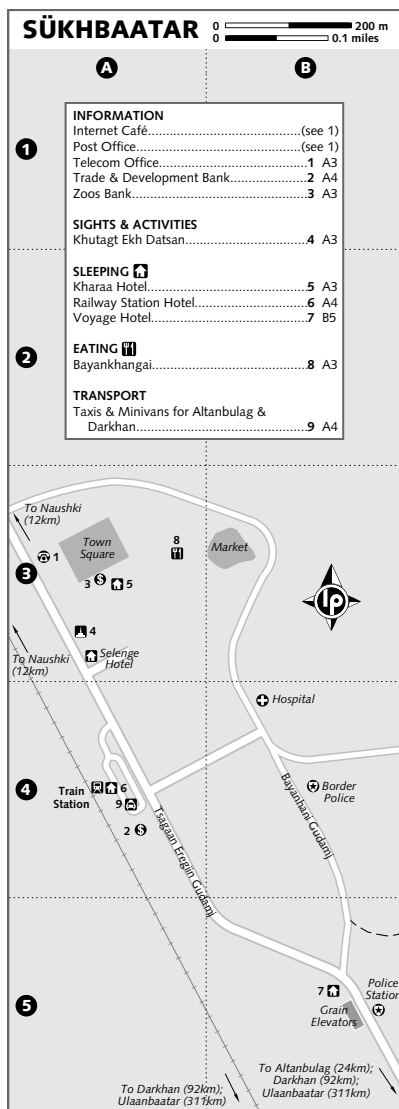 SÜKHBAATAR
0 200 m
0 0.1 miles
A B
1
INFORMATION
Internet Café.......................................(see 1)
Post Office...........................................(see 1)
Telecom Office....................................1 A3
Trade & Development Bank................2 A4
Zoos Bank...........................................3 A3
SIGHTS & ACTIVITIES
Khutagt Ekh Datsan............................4 A3
SLEEPING
Kharaa Hotel.......................................5 A3
Railway Station Hotel..........................6 A4
Voyage Hotel......................................7 B5
2
EATING
Bayankhangai.....................................8 A3
TRANSPORT
Taxis & Minivans for Altanbulag &
Darkhan..........................................9 A4
To Naushki
(12km)
1
Town
Square
8
Market
3
3
5
lp
4
To Naushki
(12km)
Selenge
Hotel
Hospital
4
Train
Station
6
9
2
Tsagaan Eregiin Gudamj
Bayanhani Gudamj
Border
Police
5
7
Grain
Elevators
Police
Station
To Darkhan (92km);
Ulaanbaatar (311km)
To Altanbulag (24km);
Darkhan (92km);
Ulaanbaatar (311km)